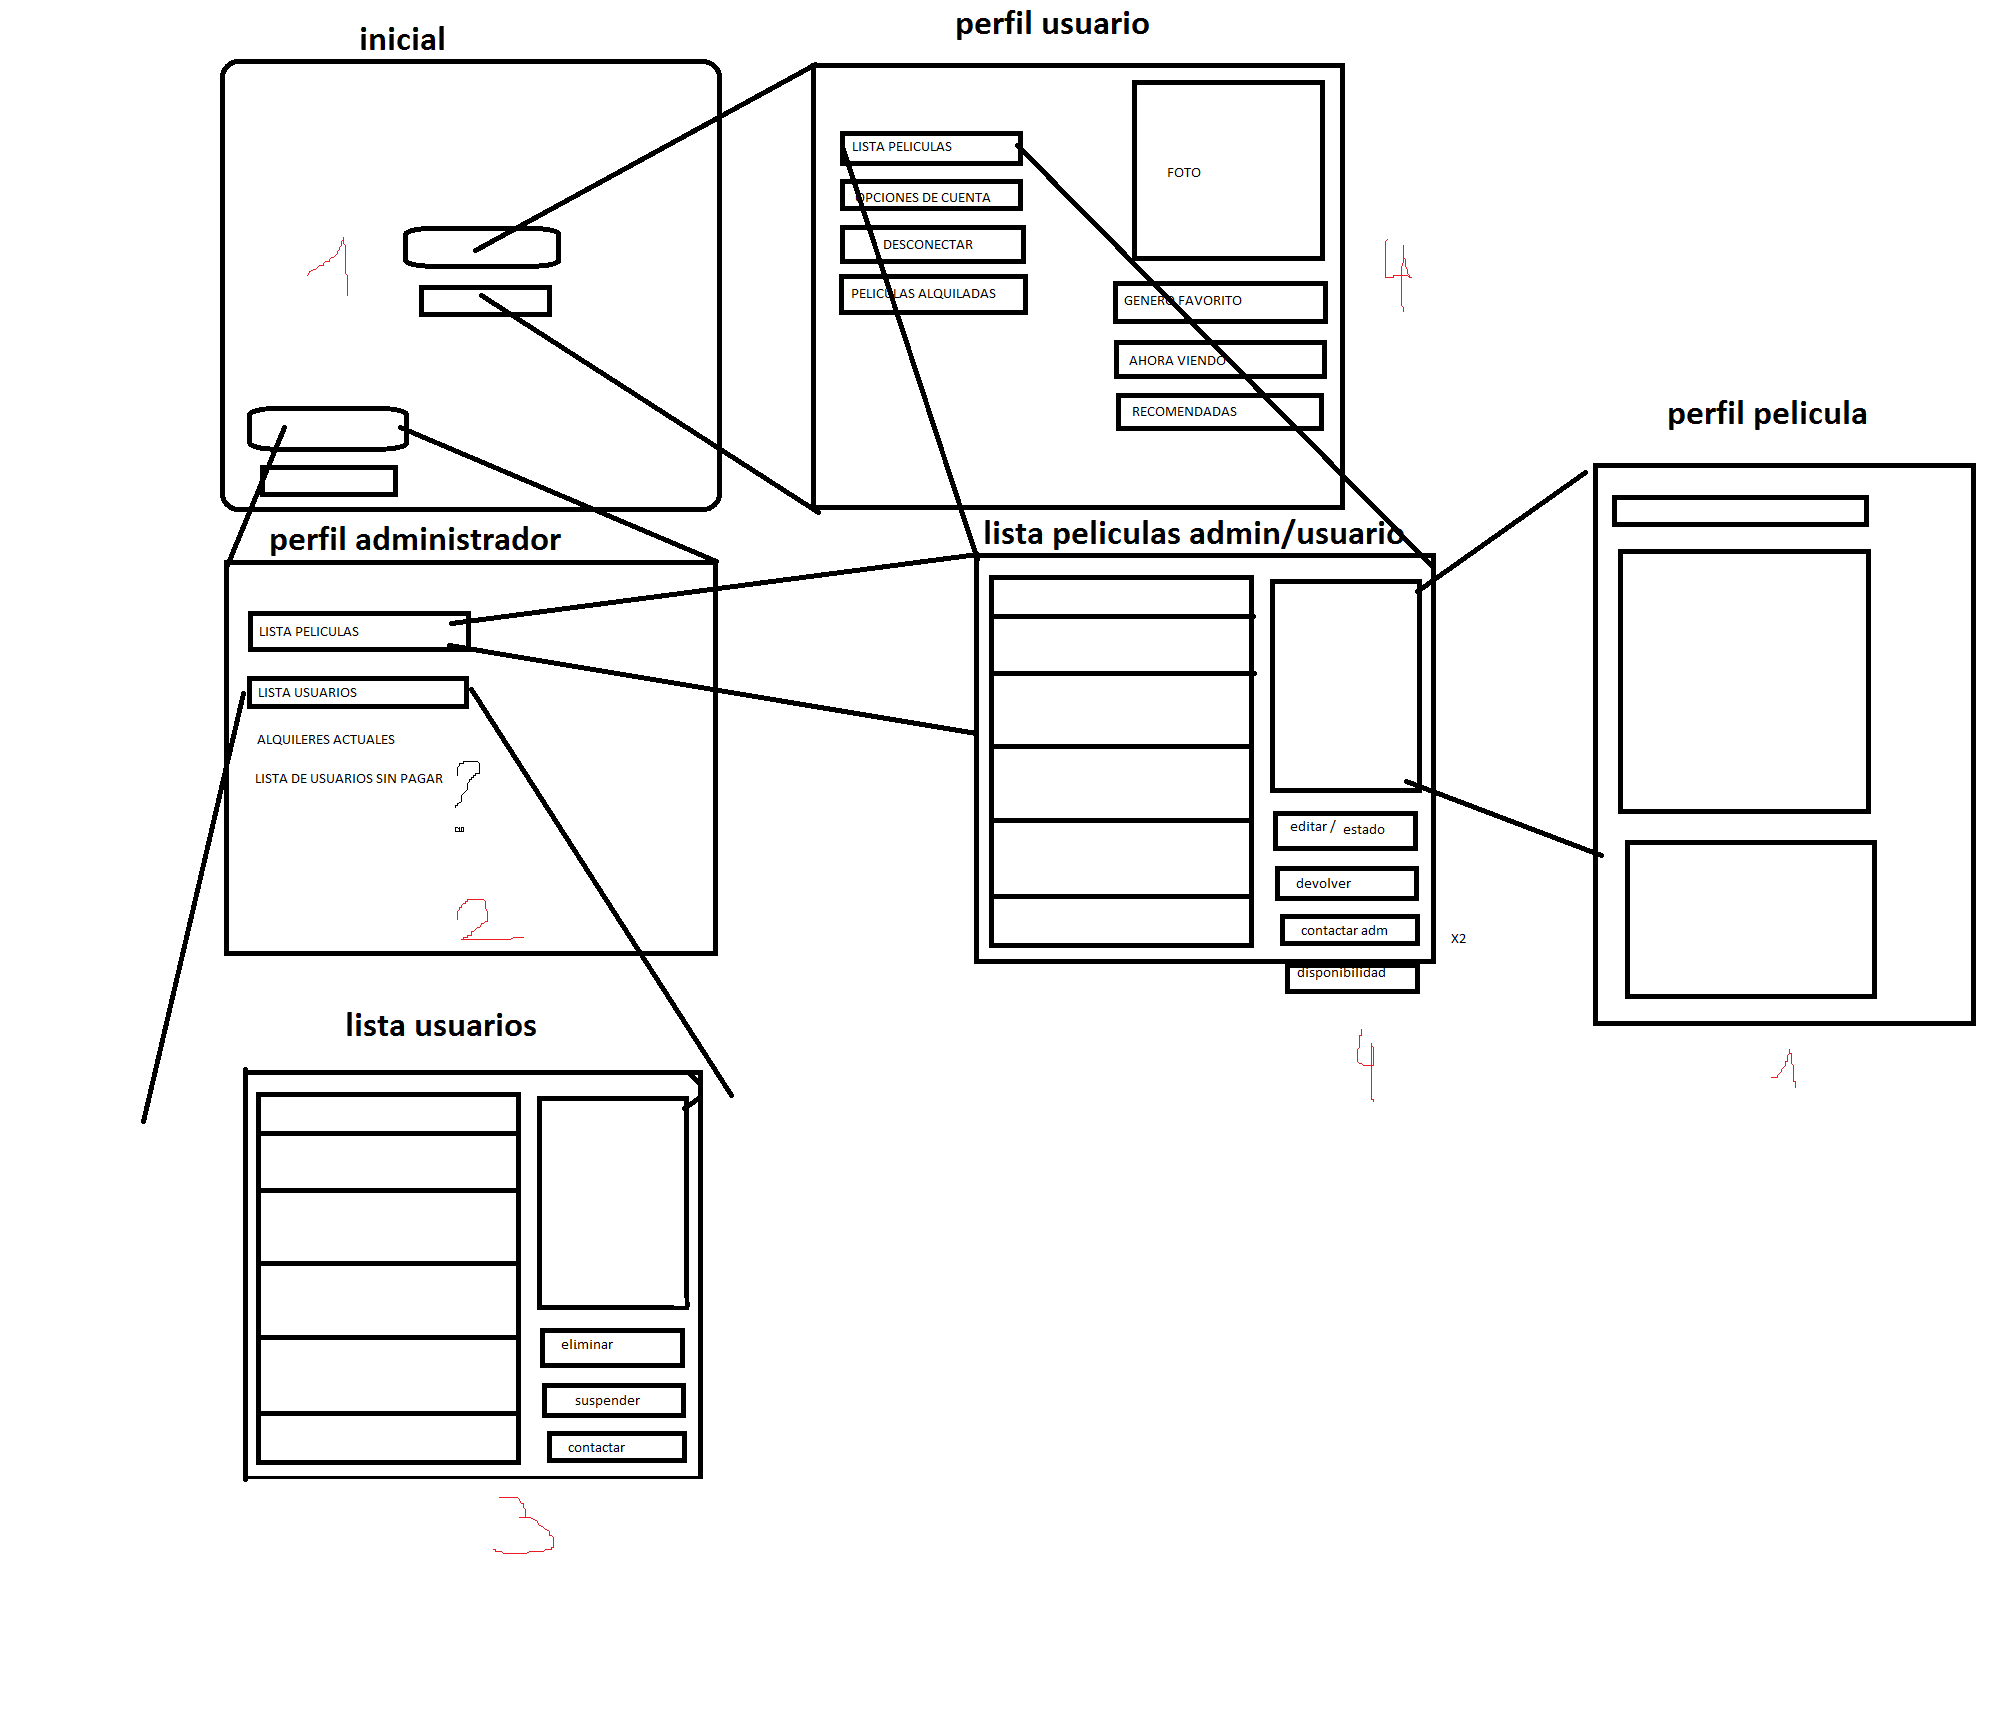 inicial
perfil usuario
LISTA PELICULAS
OPCIONES DE CUENTA
DESCONECTAR
PELICULAS ALQUILADAS
FOTO
GENERO FAVORITO
AHORA VIENDO
RECOMENDADAS
1
4
perfil administrador
LISTA PELICULAS
LISTA USUARIOS
ALQUILERES ACTUALES
LISTA DE USUARIOS SIN PAGAR ?
2
lista peliculas admin/usuario
editar / estado
devolver
contactar adm
disponibilidad
X2
4
perfil pelicula
1
lista usuarios
eliminar
suspender
contactar
3